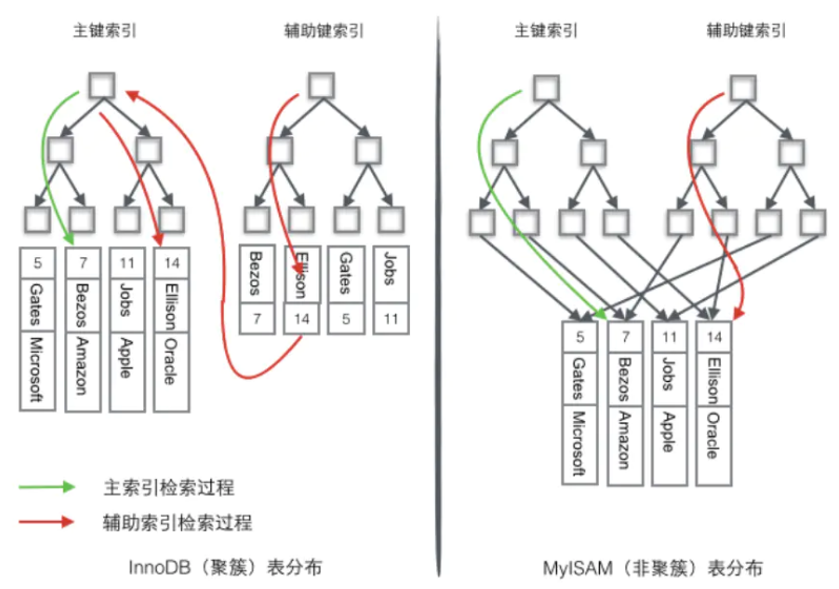 主键索引
辅助键索引
5
Gates
Microsoft
7
Bezos
Amazon
11
Jobs
Apple
14
Ellison
Oracle
Bezos
7
Ellison
14
Gates
5
Jobs
11
主索引检索过程
辅助索引检索过程
InnoDB（聚簇）表分布
主键索引
辅助键索引
5
Gates
Microsoft
7
Bezos
Amazon
11
Jobs
Apple
14
Ellison
Oracle
MyISAM（非聚簇）表分布